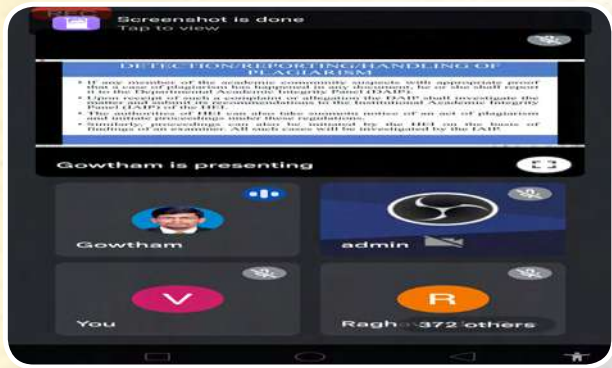 REC
Screenshot is done
Tap to view
DETECTION/REPORTING/HANDLING OF
PLAGIARISM
• If any member of the academic community suspects with appropriate proof
that a case of plagiarism has happened in any document, he or she shall report
it to the Departmental Academic Integrity Panel (DAIP).
• Upon receipt of such a complaint or allegation the DAIP shall investigate the
matter and submit its recommendations to the Institutional Academic Integrity
Panel (IAIP) of the HEI.
• The authorities of HEI can also take suomotu notice of an act of plagiarism
and initiate proceedings under these regulations.
• Similarly, proceedings can also be initiated by the HEI on the basis of
findings of an examiner. All such cases will be investigated by the IAIP.
Gowtham is presenting
Gowtham
admin
V
You
R
Ragh
372 others